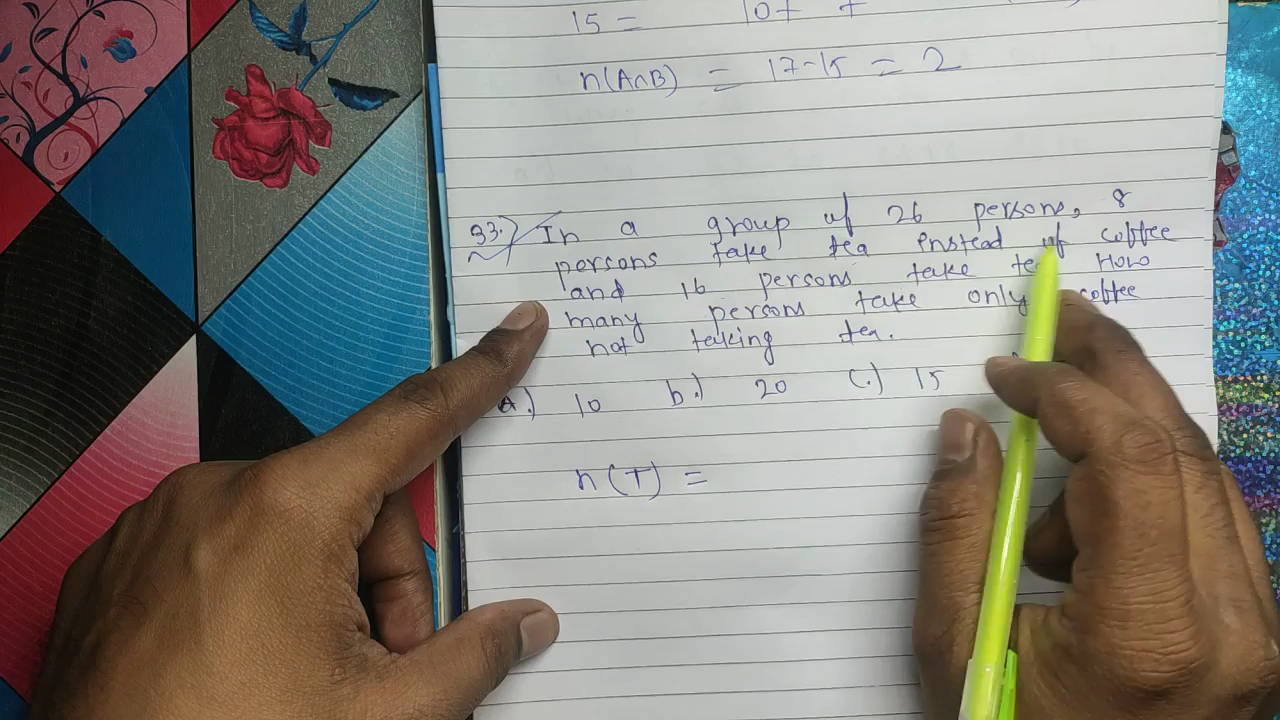 15 = 10+ +
n(A∩B) = 17-15 = 2
33.) In a group of 26 persons, 8
persons take tea instead of coffee
and 16 persons take tea How
many persons take only coffee
not taking tea.
A.) 10 b.) 20 (.) 15
n(T) =